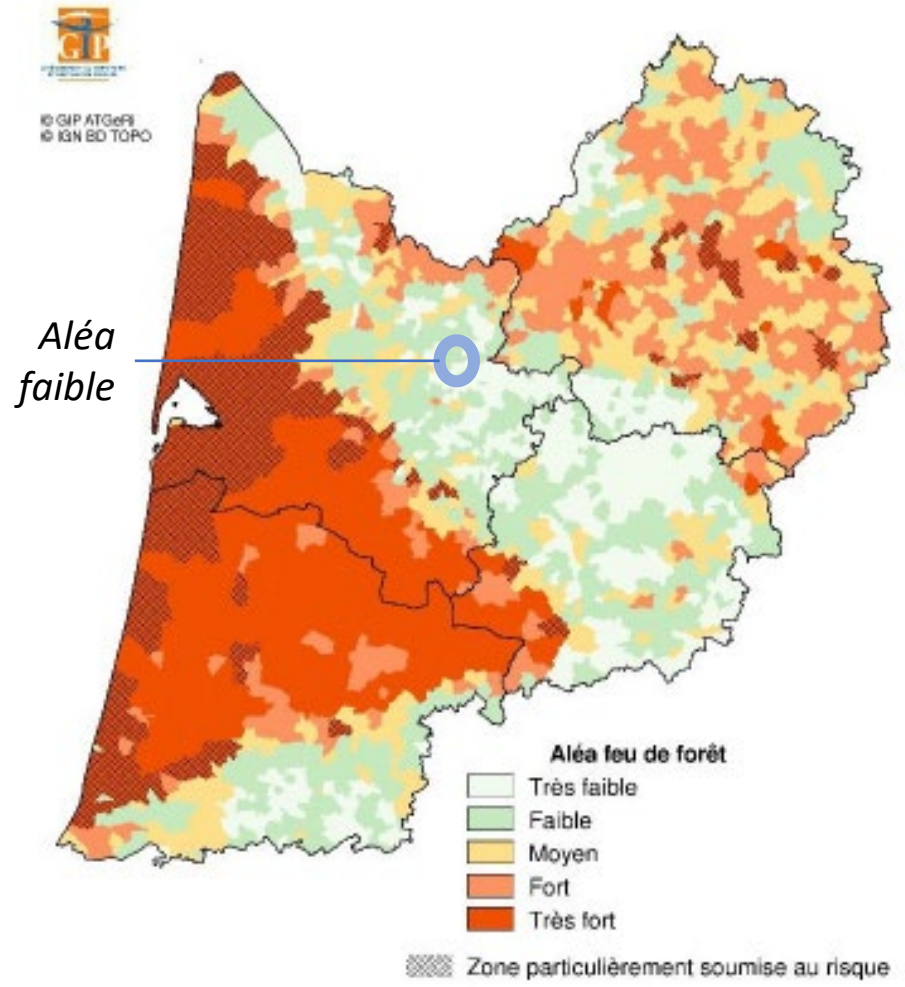 GIP
© GIP ATGeRi
© IGN BD TOPO
Aléa
faible
Aléa feu de forêt
Très faible
Faible
Moyen
Fort
Très fort
Zone particulièrement soumise au risque